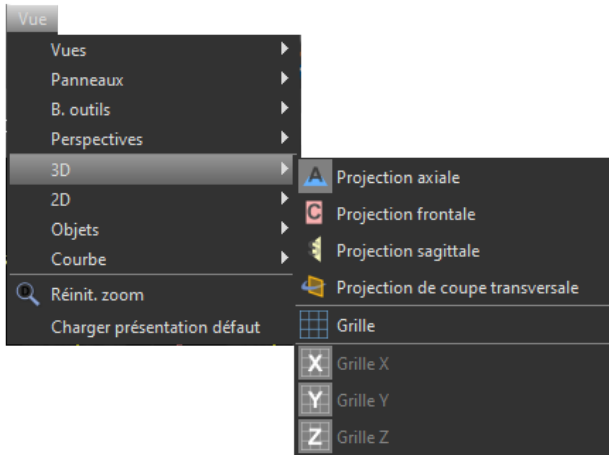 Vue
Vues
Panneaux
B. outils
Perspectives
3D
2D
Objets
Courbe
Réinit. zoom
Charger présentation défaut
A Projection axiale
C Projection frontale
S Projection sagittale
Projection de coupe transversale
Grille
X Grille X
Y Grille Y
Z Grille Z